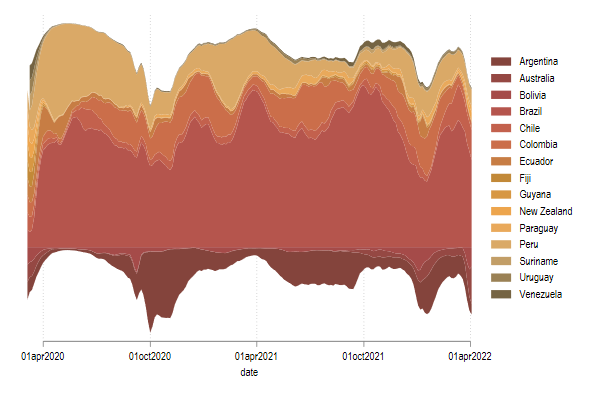 Argentina
Australia
Bolivia
Brazil
Chile
Colombia
Ecuador
Fiji
Guyana
New Zealand
Paraguay
Peru
Suriname
Uruguay
Venezuela
01apr2020 01oct2020 01apr2021 01oct2021 01apr2022
date